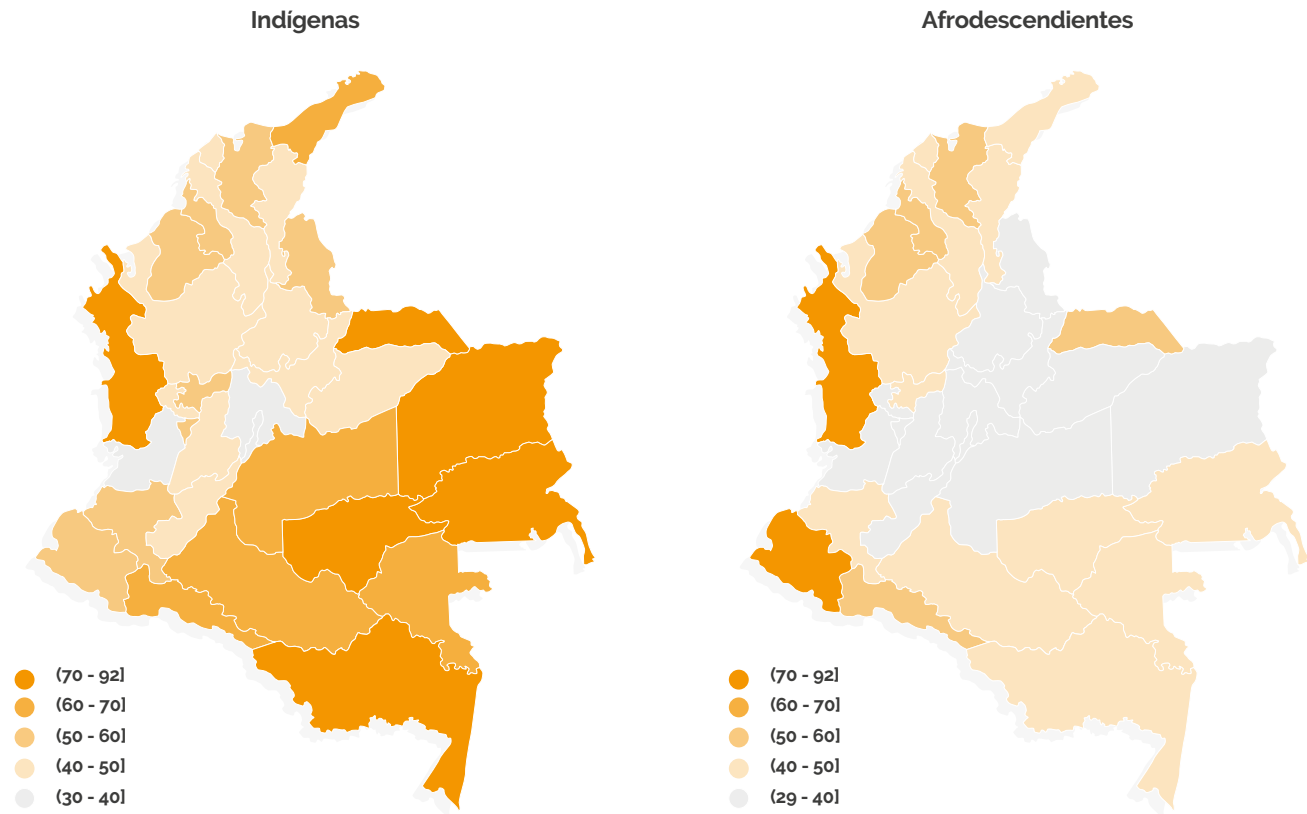 Indígenas
(70 - 92]
(60 - 70]
(50 - 60]
(40 - 50]
(30 - 40]
Afrodescendientes
(70 - 92]
(60 - 70]
(50 - 60]
(40 - 50]
(29 - 40]